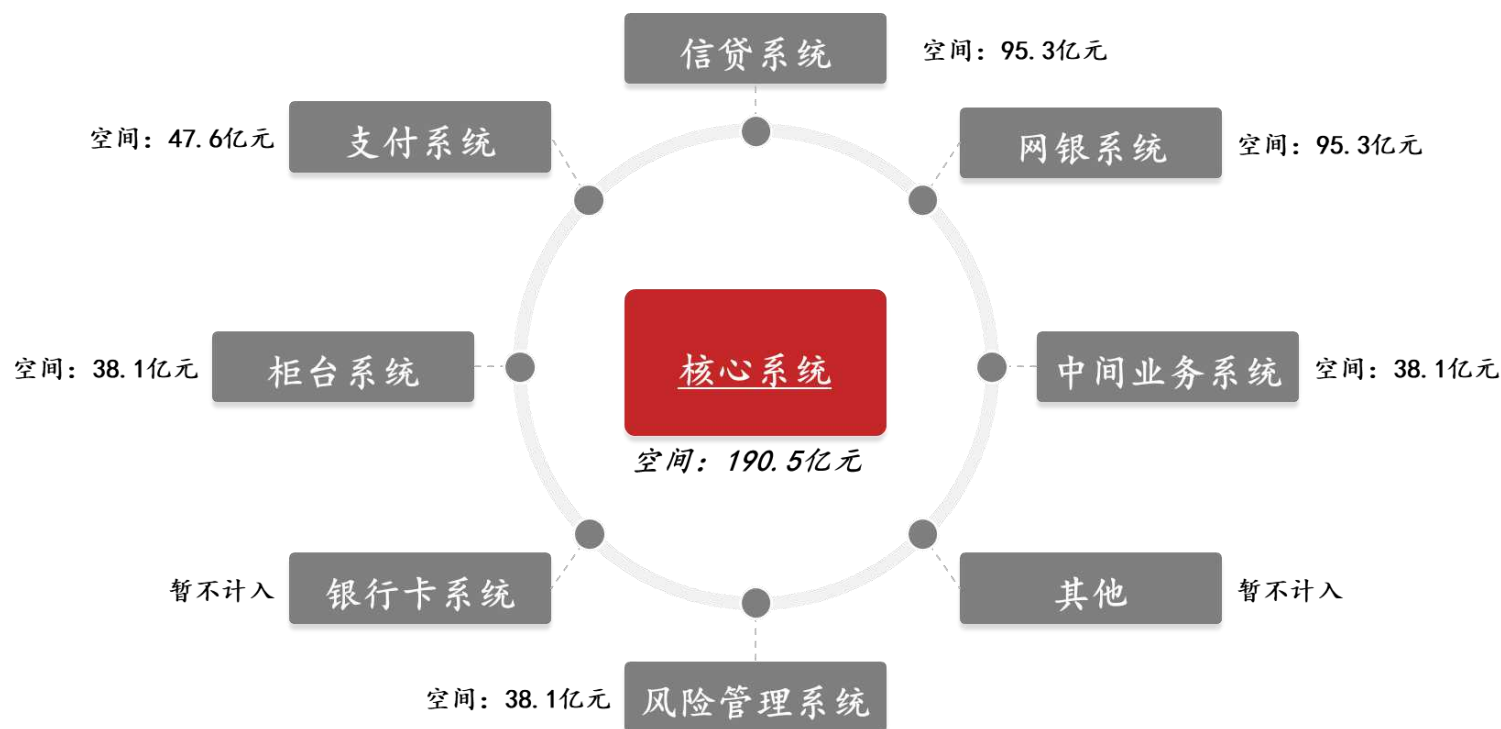 信贷系统
空间：95.3亿元
空间：47.6亿元
支付系统
网银系统
空间：95.3亿元
空间：38.1亿元
柜台系统
核心系统
空间：190.5亿元
中间业务系统
空间：38.1亿元
暂不计入
银行卡系统
其他
暂不计入
空间：38.1亿元
风险管理系统